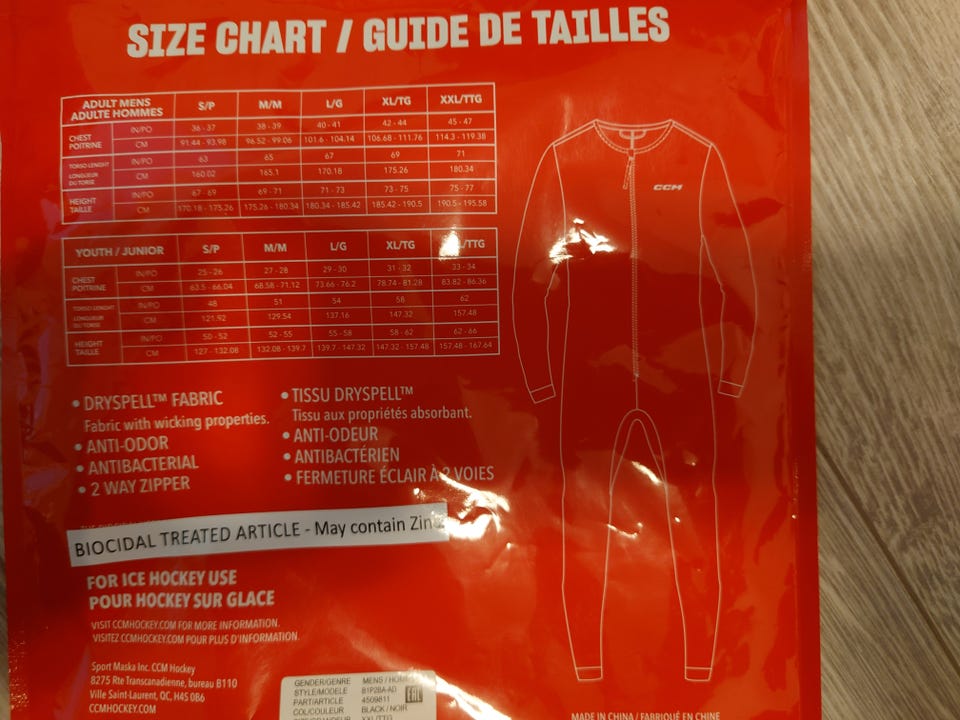 SIZE CHART / GUIDE DE TAILLES
ADULT MENS S/P M/M L/G XL/TG XXL/TTG
ADULTE HOMMES
CHEST IN/PO 36 - 37 38 - 39 40 - 41 42 - 44 45 - 47
POITRINE CM 91.44 - 93.98 96.52 - 99.06 101.6 - 104.14 106.68 - 111.76 114.3 - 119.38
TORSO LENGHT IN/PO 63 65 67 69 71
LONGUEUR DU TORSE CM 160.02 165.1 170.18 175.26 180.34
HEIGHT IN/PO 67 - 69 69 - 71 71 - 73 73 - 75 75 - 77
TAILLE CM 170.18 - 175.26 175.26 - 180.34 180.34 - 185.42 185.42 - 190.5 190.5 - 195.58
YOUTH / JUNIOR S/P M/M L/G XL/TG /TTG
CHEST IN/PO 25 - 26 27 - 28 29 - 30 31 - 32 33 - 34
POITRINE CM 63.5 - 66.04 68.58 - 71.12 73.66 - 76.2 78.74 - 81.28 83.82 - 86.36
TORSO LENGHT IN/PO 48 51 54 58 62
LONGUEUR DU TORSE CM 121.92 129.54 137.16 147.32 157.48
HEIGHT IN/PO 50 - 52 52 - 55 55 - 58 58 - 62 62 - 66
TAILLE CM 127 - 132.08 132.08 - 139.7 139.7 - 147.32 147.32 - 157.48 157.48 - 167.64
CCM
• DRYSPELL™ FABRIC
Fabric with wicking properties.
• ANTI-ODOR
• ANTIBACTERIAL
• 2 WAY ZIPPER
• TISSU DRYSPELL™
Tissu aux propriétés absorbant.
• ANTI-ODEUR
• ANTIBACTÉRIEN
• FERMETURE ÉCLAIR À 2 VOIES
BIOCIDAL TREATED ARTICLE - May contain Zinc
FOR ICE HOCKEY USE
POUR HOCKEY SUR GLACE
VISIT CCMHOCKEY.COM FOR MORE INFORMATION.
VISITEZ CCMHOCKEY.COM POUR PLUS D'INFORMATION.
Sport Maska Inc. CCM Hockey
8275 Rte Transcanadienne, bureau B110
Ville Saint-Laurent, QC, H4S 0B6
CCMHOCKEY.COM
GENDER/GENRE MENS / HOM
STYLE/MODELE B1P2BA-AD
PART/ARTICLE 4509811
COL/COULEUR BLACK / NOIR
XXL/TTG
EAC
MADE IN CHINA / FABRIQUÉ EN CHINE